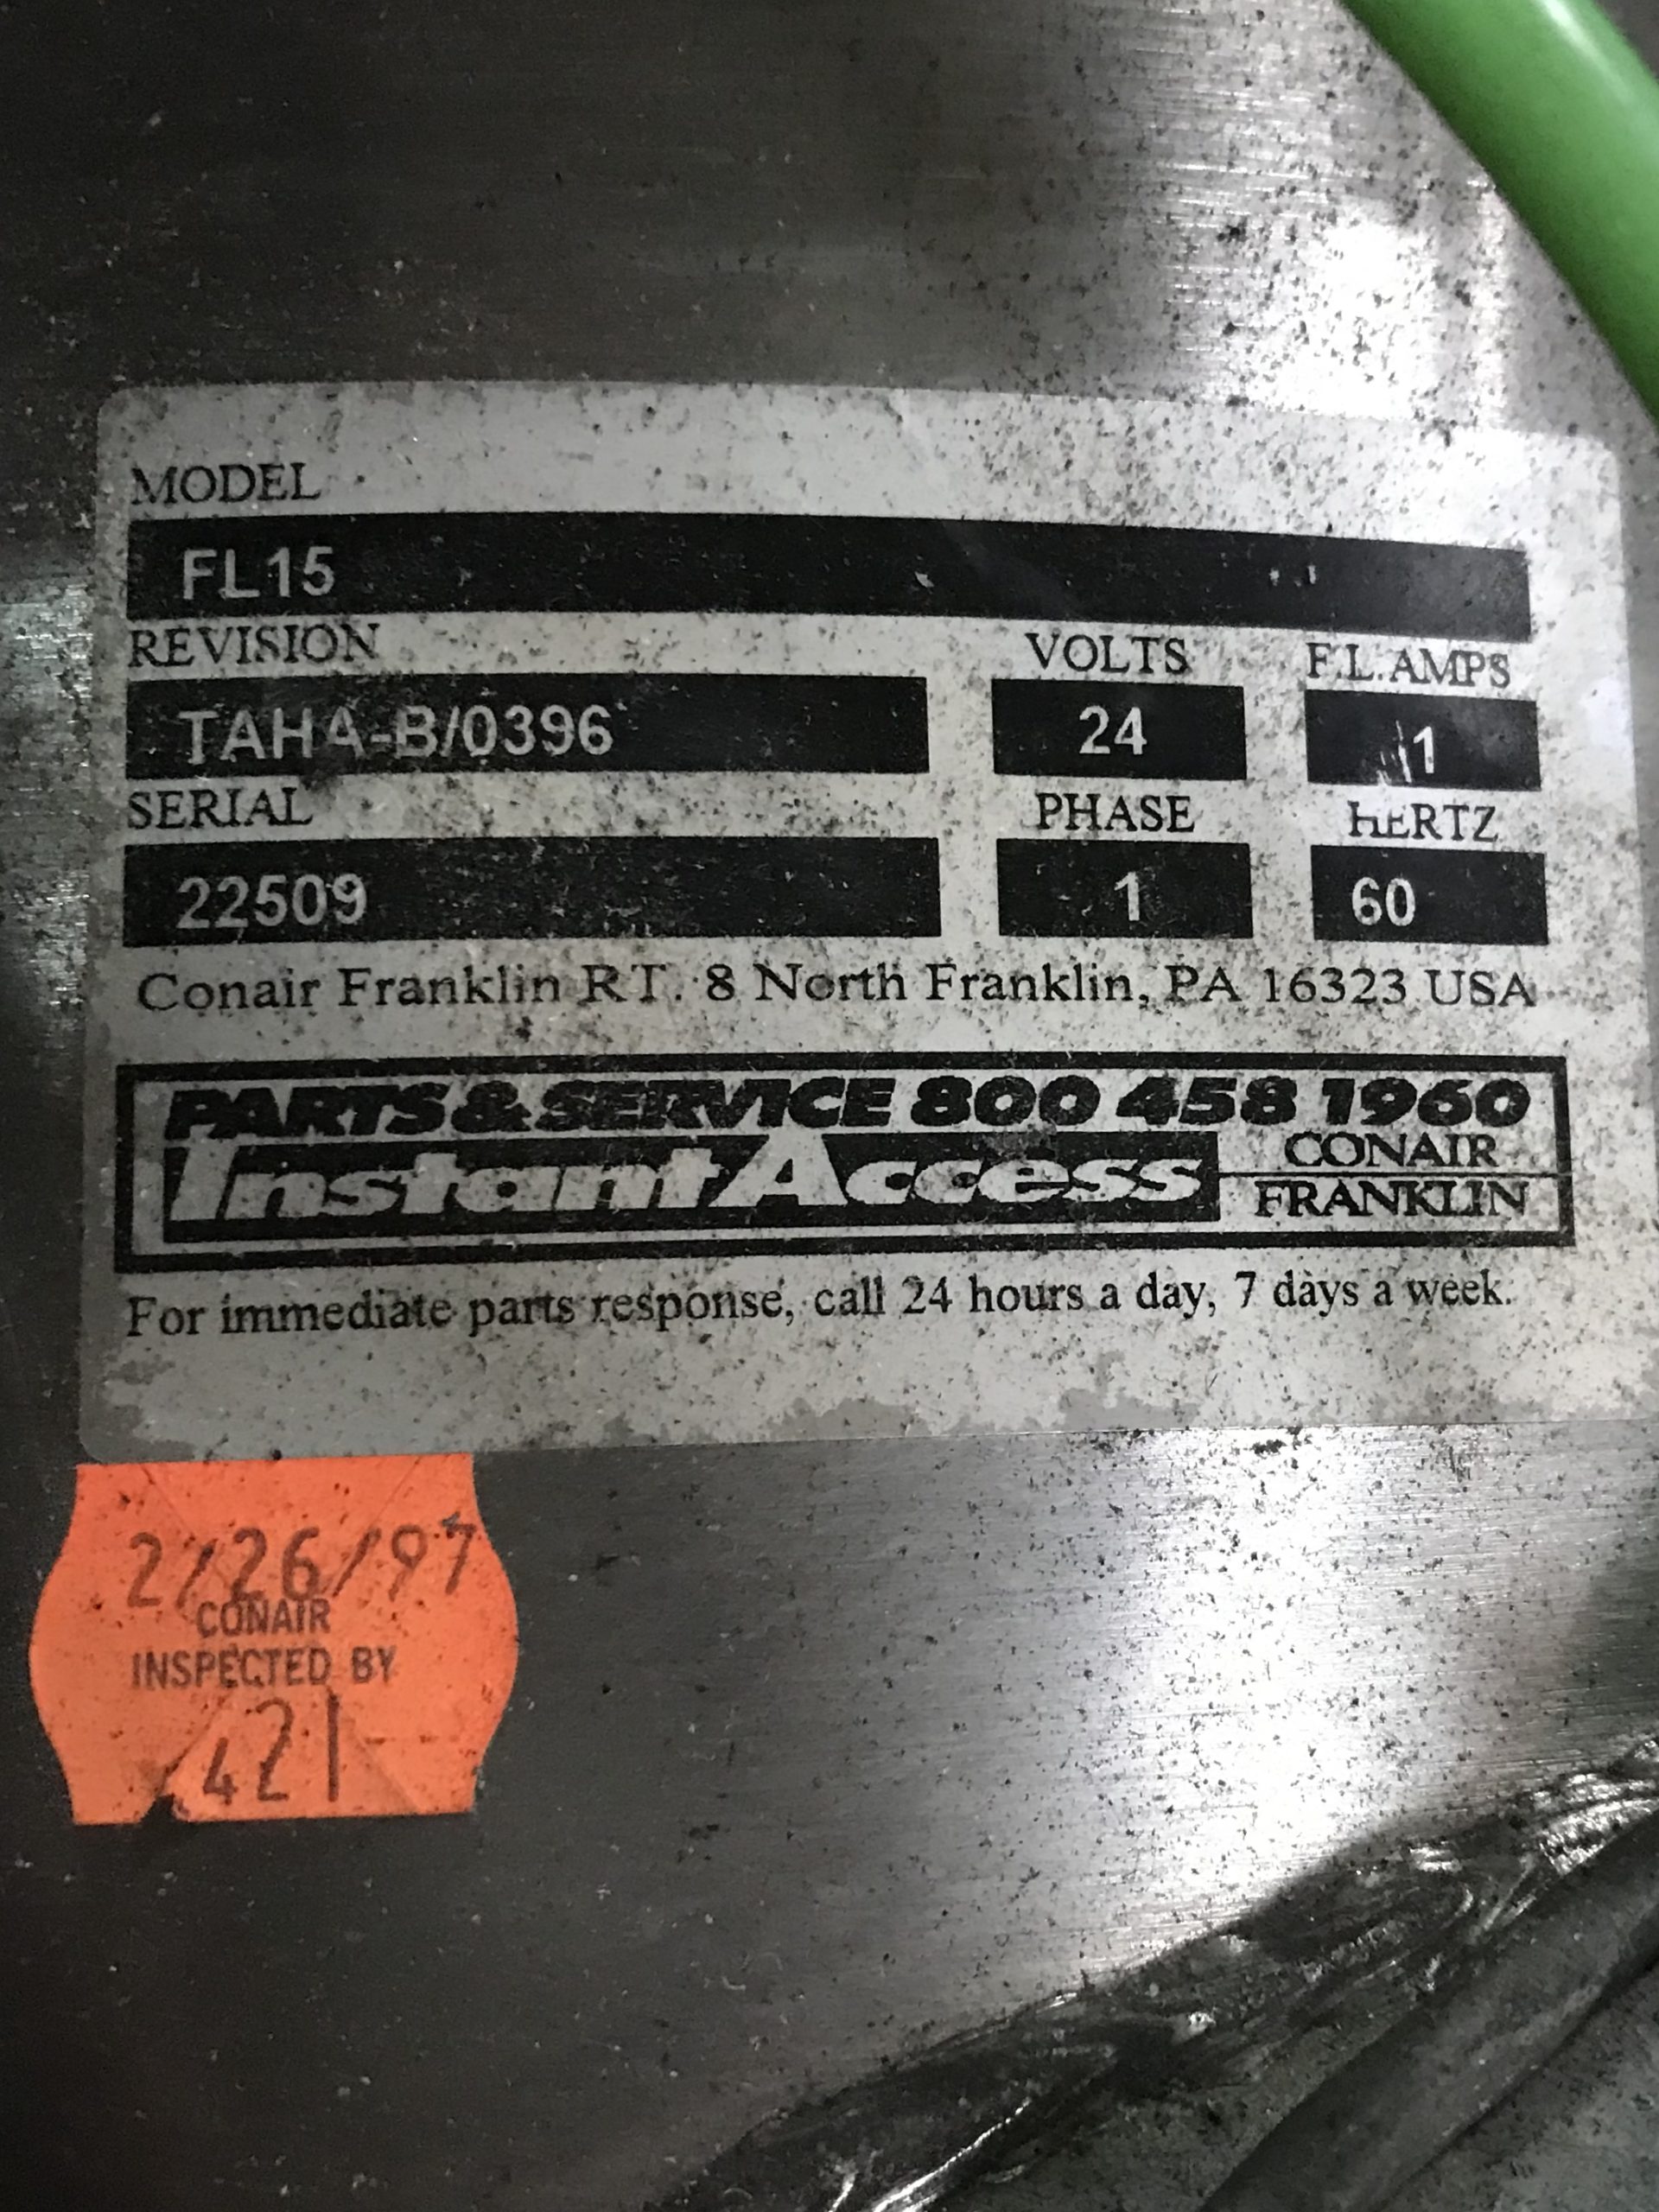 MODEL
FL15
REVISION VOLTS F.L.AMPS
TAHA-B/0396 24 1
SERIAL PHASE HERTZ
22509 1 60
Conair Franklin RT. 8 North Franklin, PA 16323 USA
PARTS & SERVICE 800 458 1960
Instant Access CONAIR
FRANKLIN
For immediate parts response, call 24 hours a day, 7 days a week.
2/26/97
CONAIR
INSPECTED BY
421